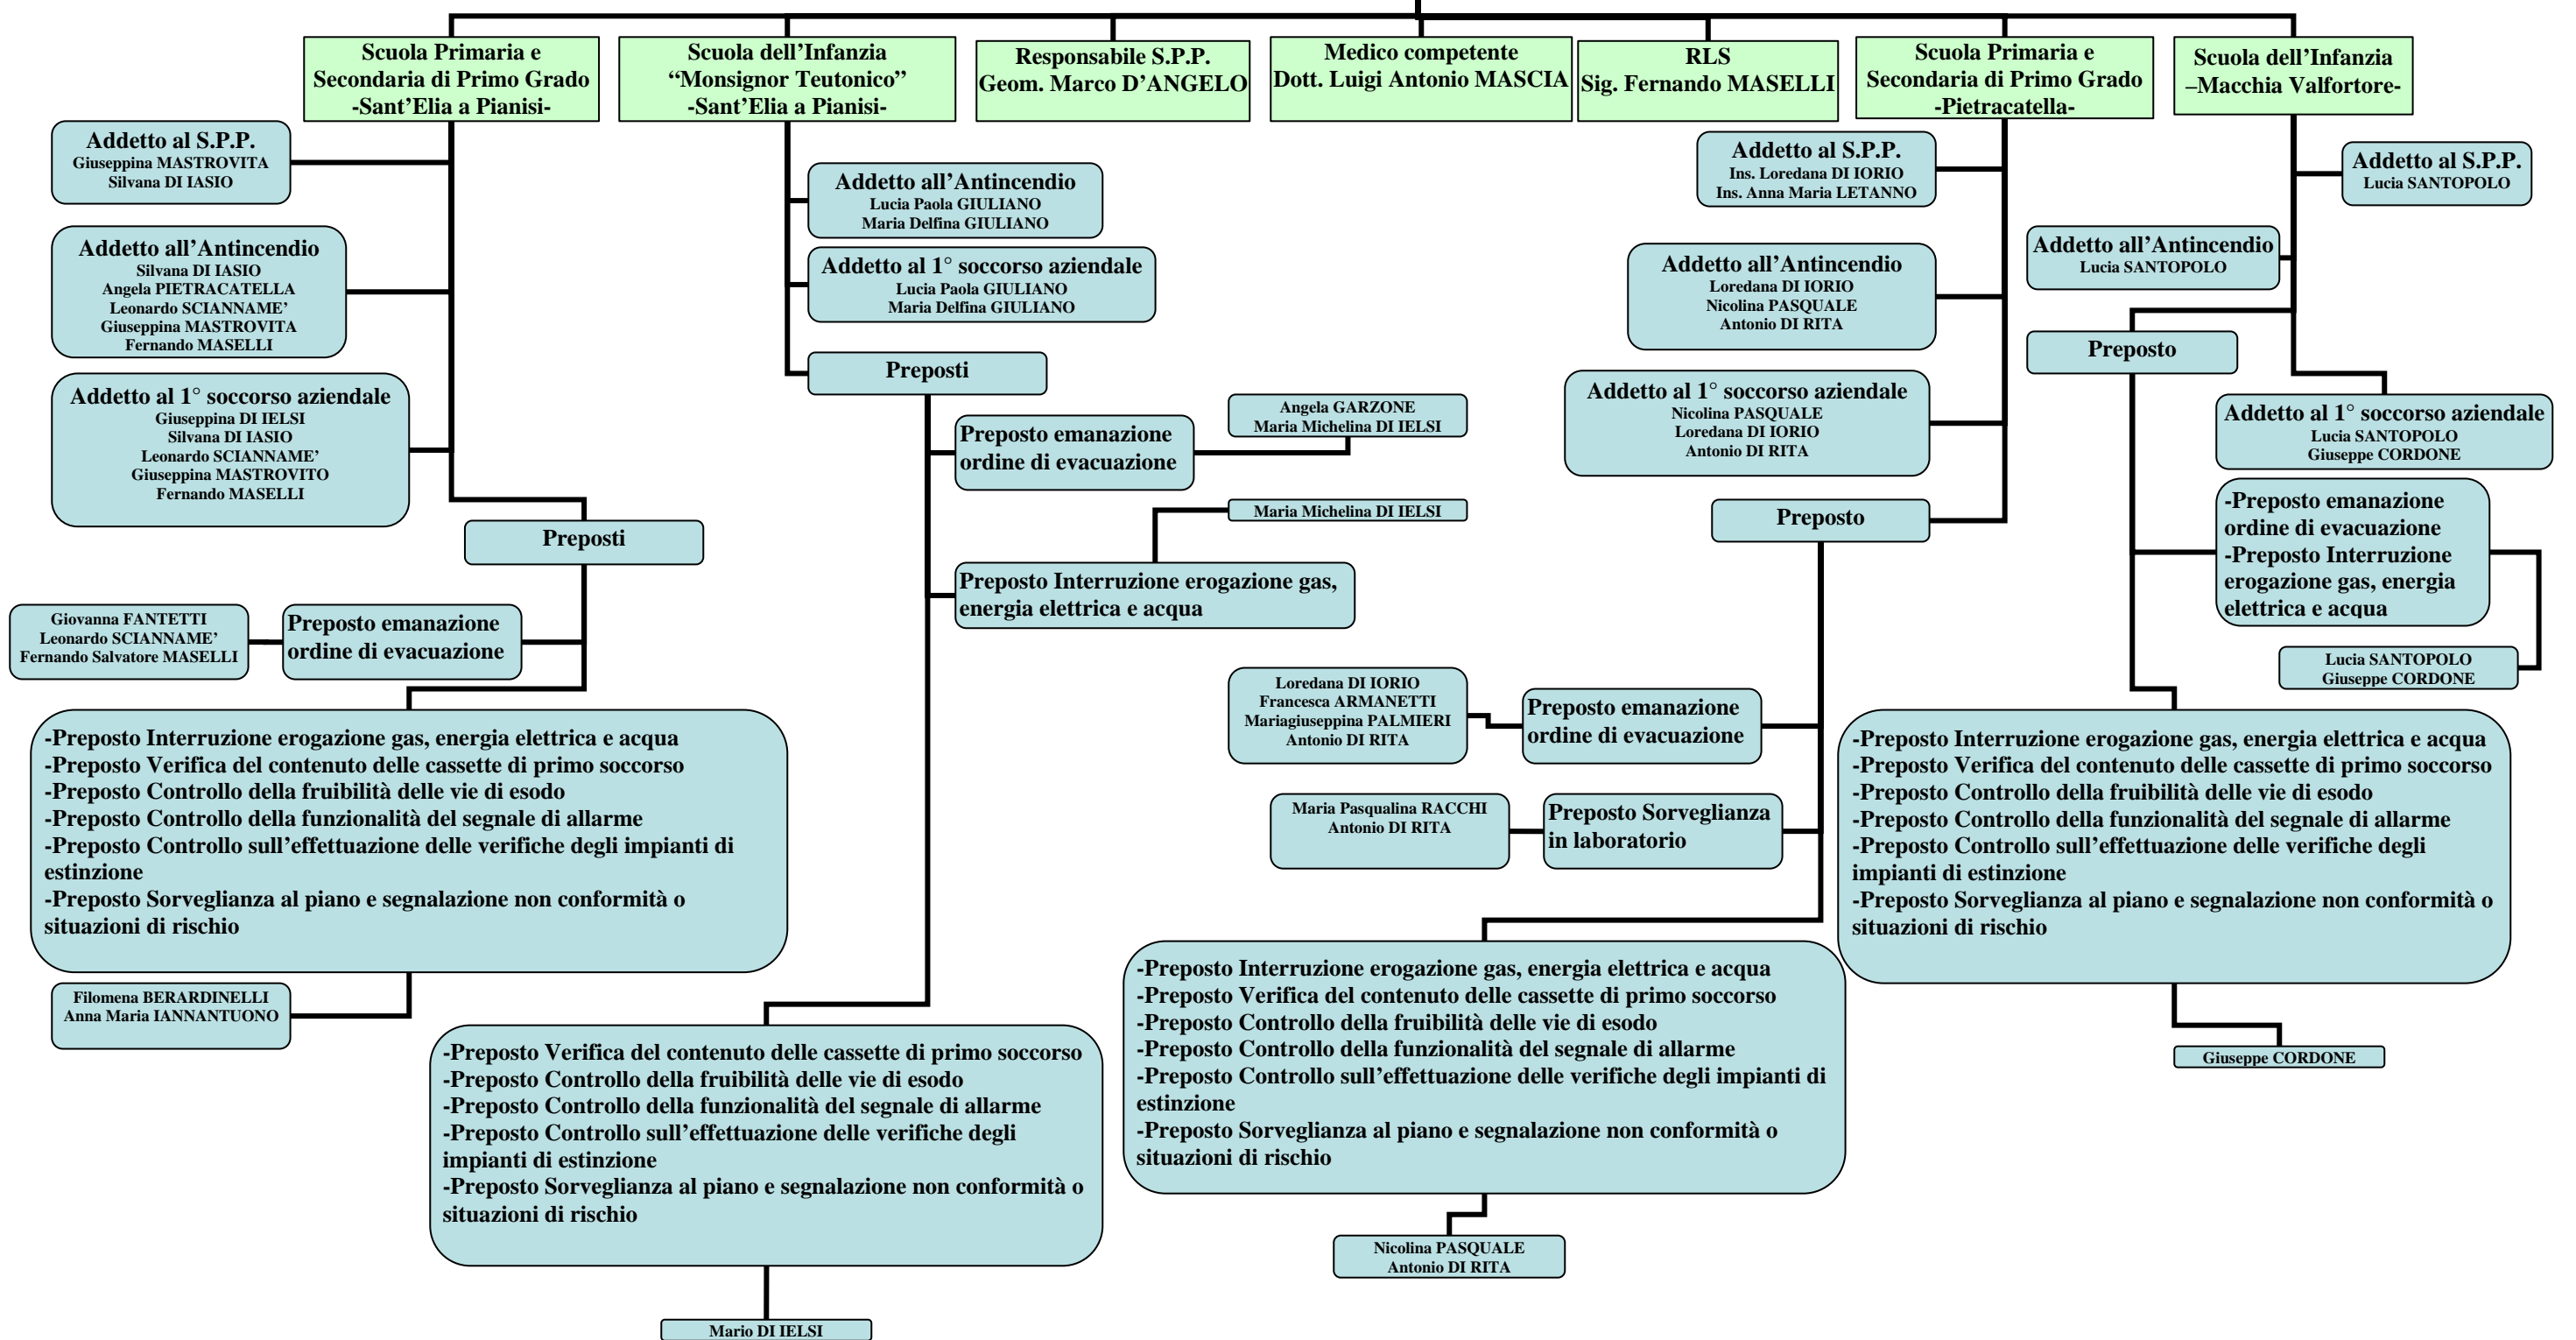 Scuola Primaria e
Secondaria di Primo Grado
-Sant’Elia a Pianisi-
Scuola dell’Infanzia
“Monsignor Teutonico”
-Sant’Elia a Pianisi-
Responsabile S.P.P.
Geom. Marco D’ANGELO
Medico competente
Dott. Luigi Antonio MASCIA
RLS
Sig. Fernando MASELLI
Scuola Primaria e
Secondaria di Primo Grado
-Pietracatella-
Scuola dell’Infanzia
–Macchia Valfortore-
Addetto al S.P.P.
Giuseppina MASTROVITA
Silvana DI IASIO
Addetto all’Antincendio
Silvana DI IASIO
Angela PIETRACATELLA
Leonardo SCIANNAME’
Giuseppina MASTROVITA
Fernando MASELLI
Addetto al 1° soccorso aziendale
Giuseppina DI IELSI
Silvana DI IASIO
Leonardo SCIANNAME’
Giuseppina MASTROVITO
Fernando MASELLI
Preposti
Giovanna FANTETTI
Leonardo SCIANNAME’
Fernando Salvatore MASELLI
Preposto emanazione
ordine di evacuazione
-Preposto Interruzione erogazione gas, energia elettrica e acqua
-Preposto Verifica del contenuto delle cassette di primo soccorso
-Preposto Controllo della fruibilità delle vie di esodo
-Preposto Controllo della funzionalità del segnale di allarme
-Preposto Controllo sull’effettuazione delle verifiche degli impianti di
estinzione
-Preposto Sorveglianza al piano e segnalazione non conformità o
situazioni di rischio
Filomena BERARDINELLI
Anna Maria IANNANTUONO
Addetto all’Antincendio
Lucia Paola GIULIANO
Maria Delfina GIULIANO
Addetto al 1° soccorso aziendale
Lucia Paola GIULIANO
Maria Delfina GIULIANO
Preposti
Preposto emanazione
ordine di evacuazione
Angela GARZONE
Maria Michelina DI IELSI
Maria Michelina DI IELSI
Preposto Interruzione erogazione gas,
energia elettrica e acqua
-Preposto Verifica del contenuto delle cassette di primo soccorso
-Preposto Controllo della fruibilità delle vie di esodo
-Preposto Controllo della funzionalità del segnale di allarme
-Preposto Controllo sull’effettuazione delle verifiche degli
impianti di estinzione
-Preposto Sorveglianza al piano e segnalazione non conformità o
situazioni di rischio
Mario DI IELSI
Addetto al S.P.P.
Ins. Loredana DI IORIO
Ins. Anna Maria LETANNO
Addetto all’Antincendio
Loredana DI IORIO
Nicolina PASQUALE
Antonio DI RITA
Addetto al 1° soccorso aziendale
Nicolina PASQUALE
Loredana DI IORIO
Antonio DI RITA
Preposto
Loredana DI IORIO
Francesca ARMANETTI
Mariagiuseppina PALMIERI
Antonio DI RITA
Preposto emanazione
ordine di evacuazione
Maria Pasqualina RACCHI
Antonio DI RITA
Preposto Sorveglianza
in laboratorio
-Preposto Interruzione erogazione gas, energia elettrica e acqua
-Preposto Verifica del contenuto delle cassette di primo soccorso
-Preposto Controllo della fruibilità delle vie di esodo
-Preposto Controllo della funzionalità del segnale di allarme
-Preposto Controllo sull’effettuazione delle verifiche degli impianti di
estinzione
-Preposto Sorveglianza al piano e segnalazione non conformità o
situazioni di rischio
Nicolina PASQUALE
Antonio DI RITA
Addetto al S.P.P.
Lucia SANTOPOLO
Addetto all’Antincendio
Lucia SANTOPOLO
Preposto
Addetto al 1° soccorso aziendale
Lucia SANTOPOLO
Giuseppe CORDONE
-Preposto emanazione
ordine di evacuazione
-Preposto Interruzione
erogazione gas, energia
elettrica e acqua
Lucia SANTOPOLO
Giuseppe CORDONE
-Preposto Interruzione erogazione gas, energia elettrica e acqua
-Preposto Verifica del contenuto delle cassette di primo soccorso
-Preposto Controllo della fruibilità delle vie di esodo
-Preposto Controllo della funzionalità del segnale di allarme
-Preposto Controllo sull’effettuazione delle verifiche degli
impianti di estinzione
-Preposto Sorveglianza al piano e segnalazione non conformità o
situazioni di rischio
Giuseppe CORDONE